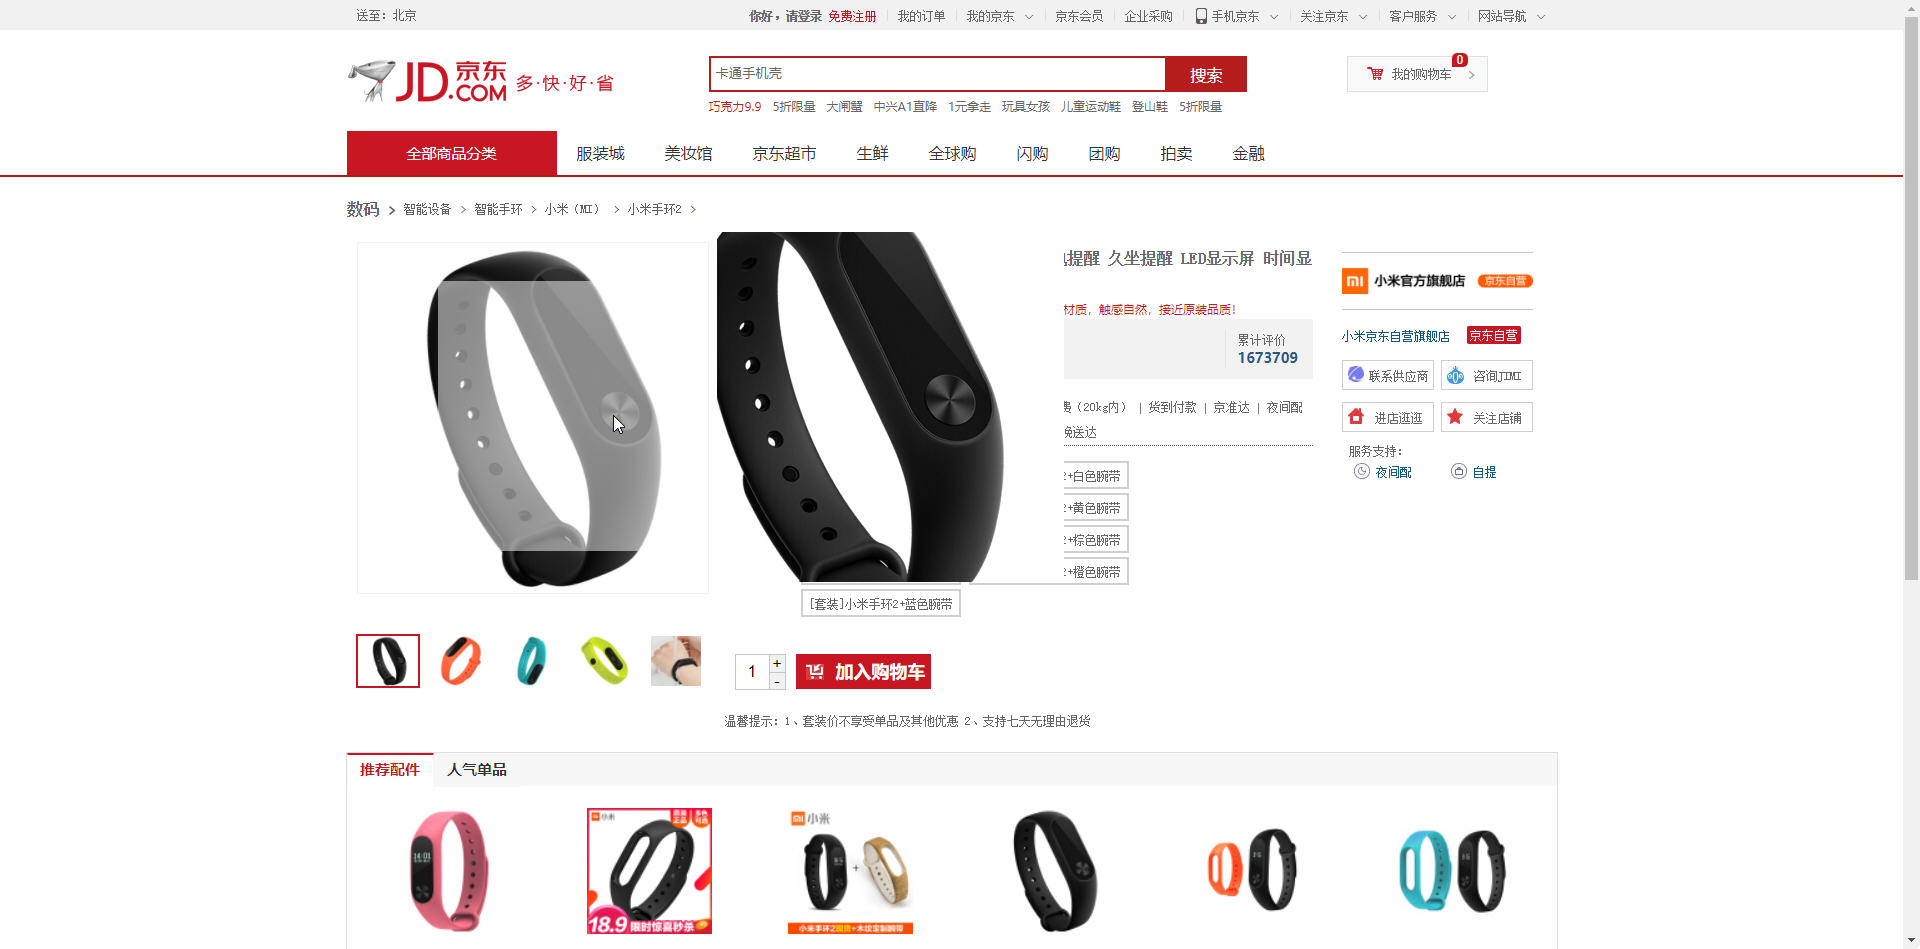 送至：北京
你好，请登录 免费注册 我的订单 我的京东 京东会员 企业采购 手机京东 关注京东 客户服务 网站导航
JD.COM 京东 多·快·好·省
卡通手机壳 搜索
0
我的购物车
巧克力9.9 5折限量 大闸蟹 中兴A1直降 1元拿走 玩具女孩 儿童运动鞋 登山鞋 5折限量
全部商品分类 服装城 美妆馆 京东超市 生鲜 全球购 闪购 团购 拍卖 金融
数码 > 智能设备 > 智能手环 > 小米（MI） > 小米手环2 >
提醒 久坐提醒 LED显示屏 时间显
材质，触感自然，接近原装品质！
累计评价
1673709
费（20kg内） | 货到付款 | 京准达 | 夜间配
晚送达
2+白色腕带
2+黄色腕带
2+棕色腕带
2+橙色腕带
[套装]小米手环2+蓝色腕带
小米官方旗舰店 京东自营
小米京东自营旗舰店 京东自营
联系供应商 咨询JIMI
进店逛逛 关注店铺
服务支持：
夜间配 自提
1 + -
加入购物车
温馨提示：1、套装价不享受单品及其他优惠 2、支持七天无理由退货
推荐配件 人气单品
14:01
小米
18.9 限时惊喜秒杀
小米
+
小米手环2现货+木纹定制腕带